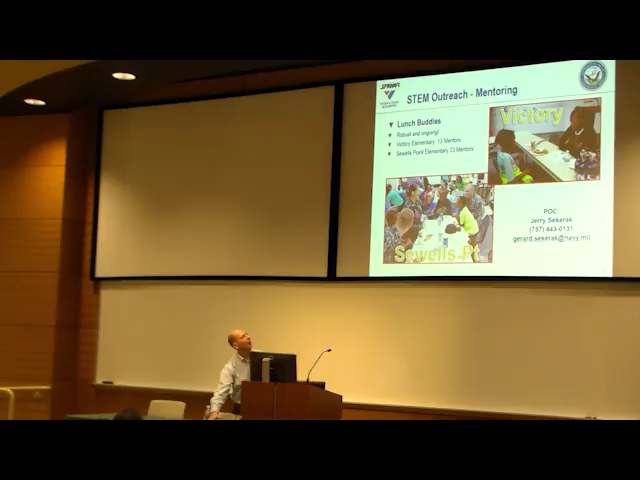 SPAWAR
STEM Outreach - Mentoring
Lunch Buddies
Robust and ongoing!
Victory Elementary: 13 Mentors
Sewells Point Elementary 23 Mentors
Victory
Sewells Pt
POC
Jerry Sekerak
(757) 443-0131
gerard.sekerak@navy.mil